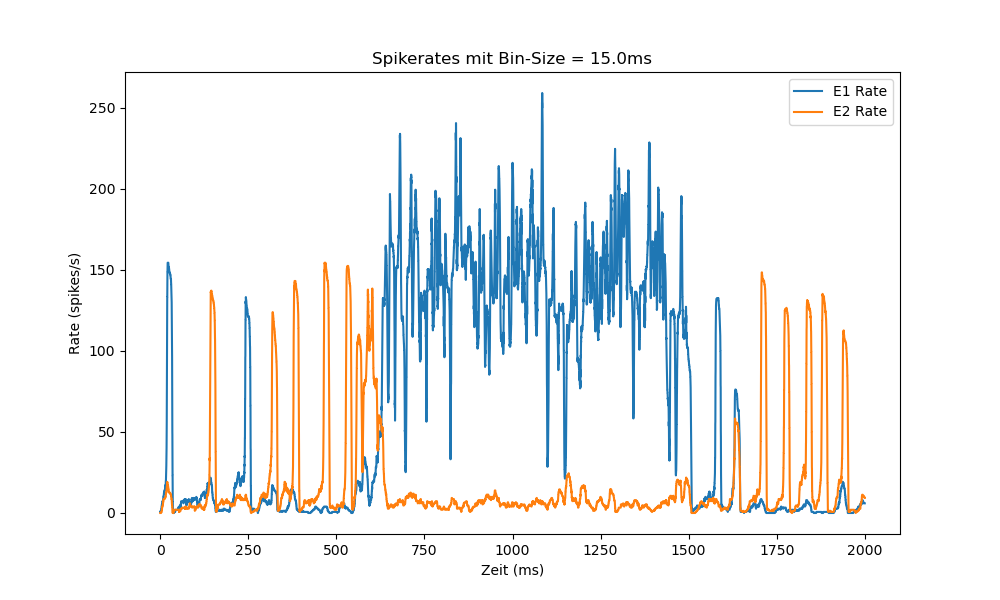 Spikerates mit Bin-Size = 15.0ms
E1 Rate
E2 Rate
250
200
150
100
50
0
Rate (spikes/s)
0 250 500 750 1000 1250 1500 1750 2000
Zeit (ms)